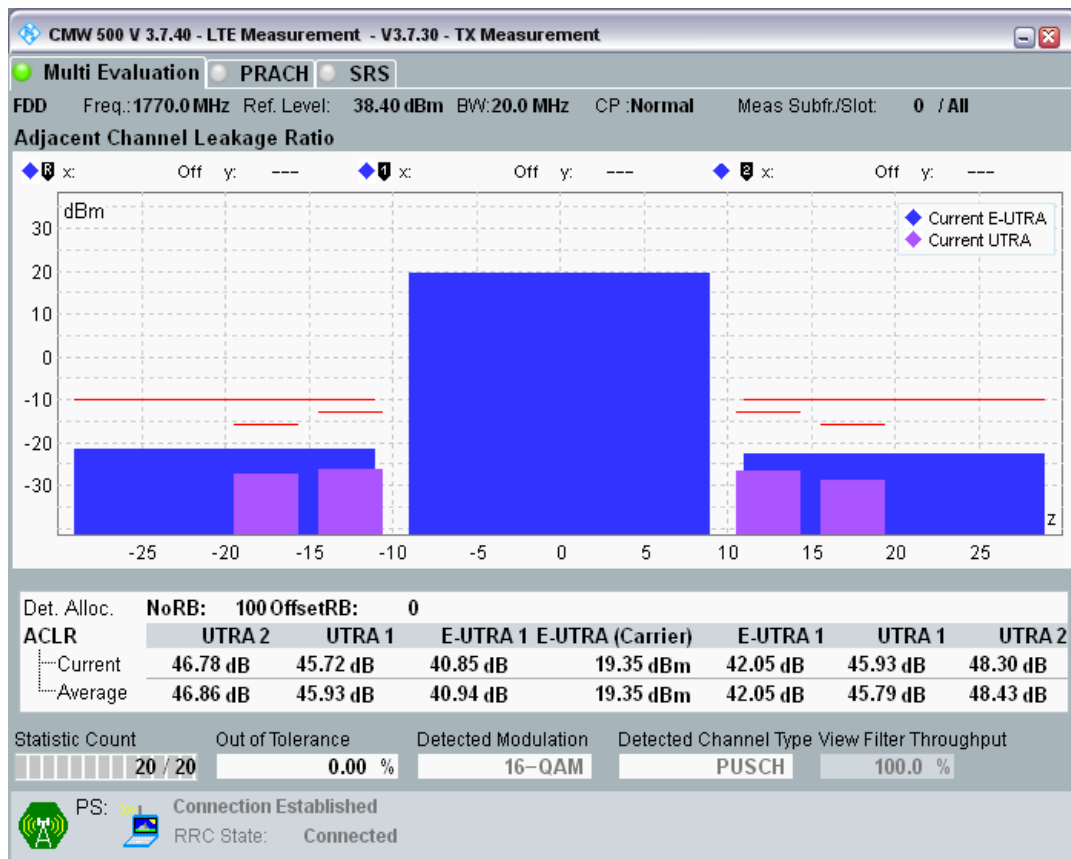 CMW 500 V 3.7.40 - LTE Measurement - V3.7.30 - TX Measurement
Multi Evaluation PRACH SRS
FDD Freq.:1770.0 MHz Ref. Level: 38.40 dBm BW:20.0 MHz CP :Normal Meas Subfr./Slot: 0 / All
Adjacent Channel Leakage Ratio
R x: Off y: --- 1 x: Off y: --- 2 x: Off y: ---
dBm
Current E-UTRA
Current UTRA
30
20
10
0
-10
-20
-30
z
-25 -20 -15 -10 -5 0 5 10 15 20 25
Det. Alloc. NoRB: 100 OffsetRB: 0
ACLR UTRA 2 UTRA 1 E-UTRA 1 E-UTRA (Carrier) E-UTRA 1 UTRA 1 UTRA 2
Current 46.78 dB 45.72 dB 40.85 dB 19.35 dBm 42.05 dB 45.93 dB 48.30 dB
Average 46.86 dB 45.93 dB 40.94 dB 19.35 dBm 42.05 dB 45.79 dB 48.43 dB
Statistic Count Out of Tolerance Detected Modulation Detected Channel Type View Filter Throughput
20 / 20 0.00 % 16-QAM PUSCH 100.0 %
PS: Connection Established
RRC State: Connected